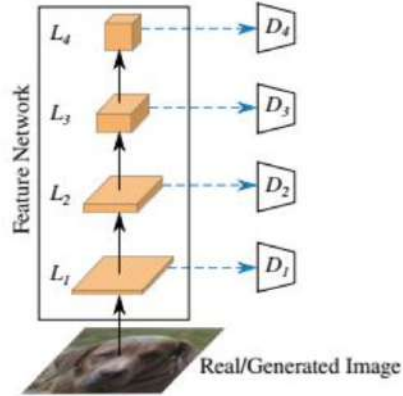 L4
D4
L3
D3
Feature Network
L2
D2
L1
D1
Real/Generated Image